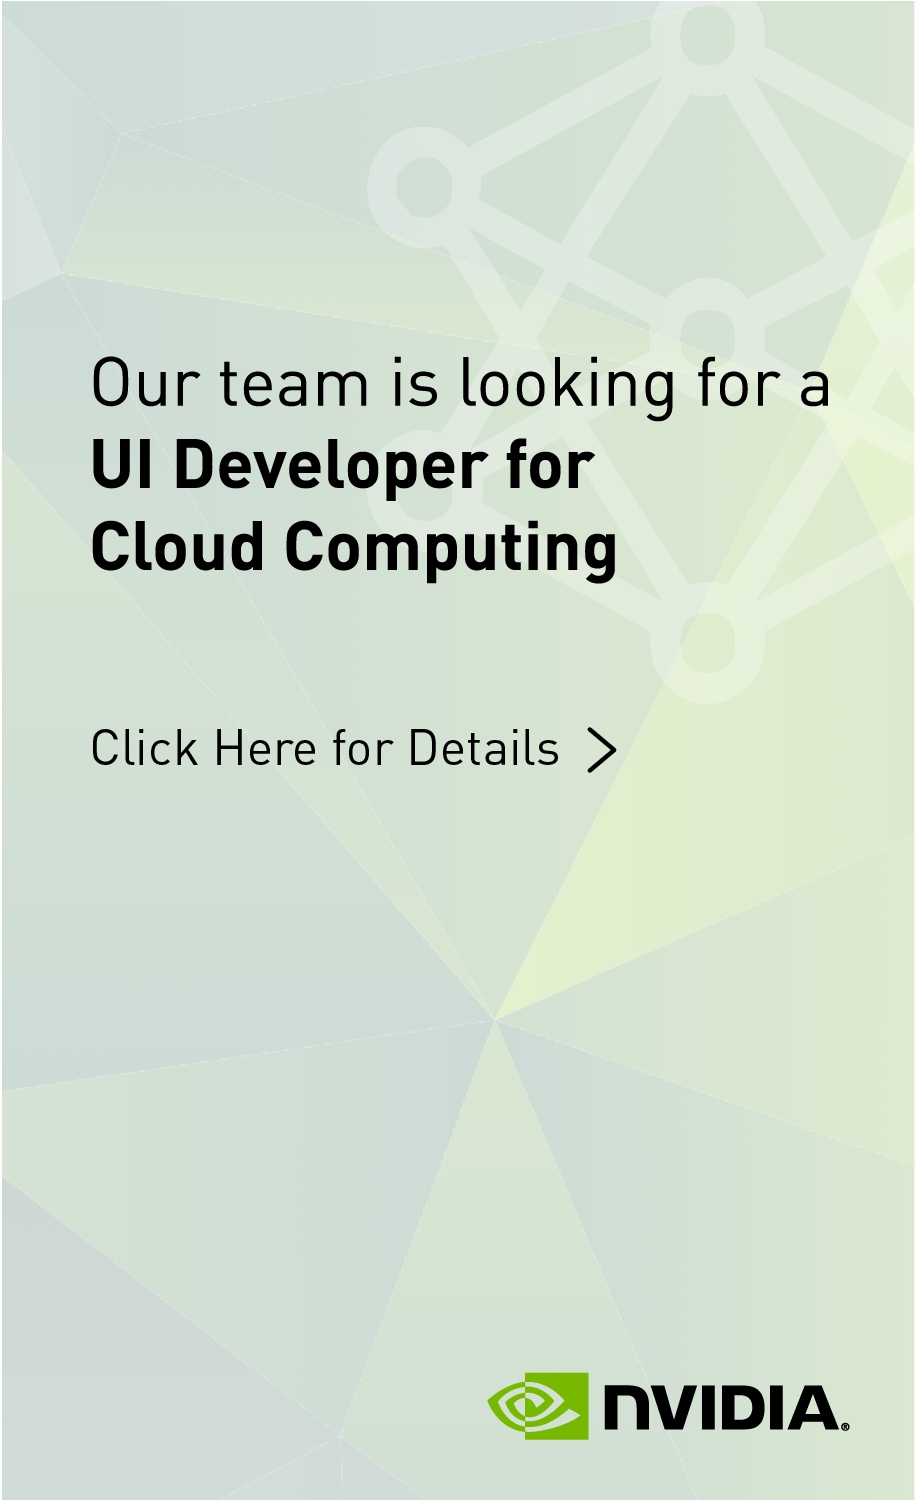 Our team is looking for a
UI Developer for
Cloud Computing
Click Here for Details >
NVIDIA®